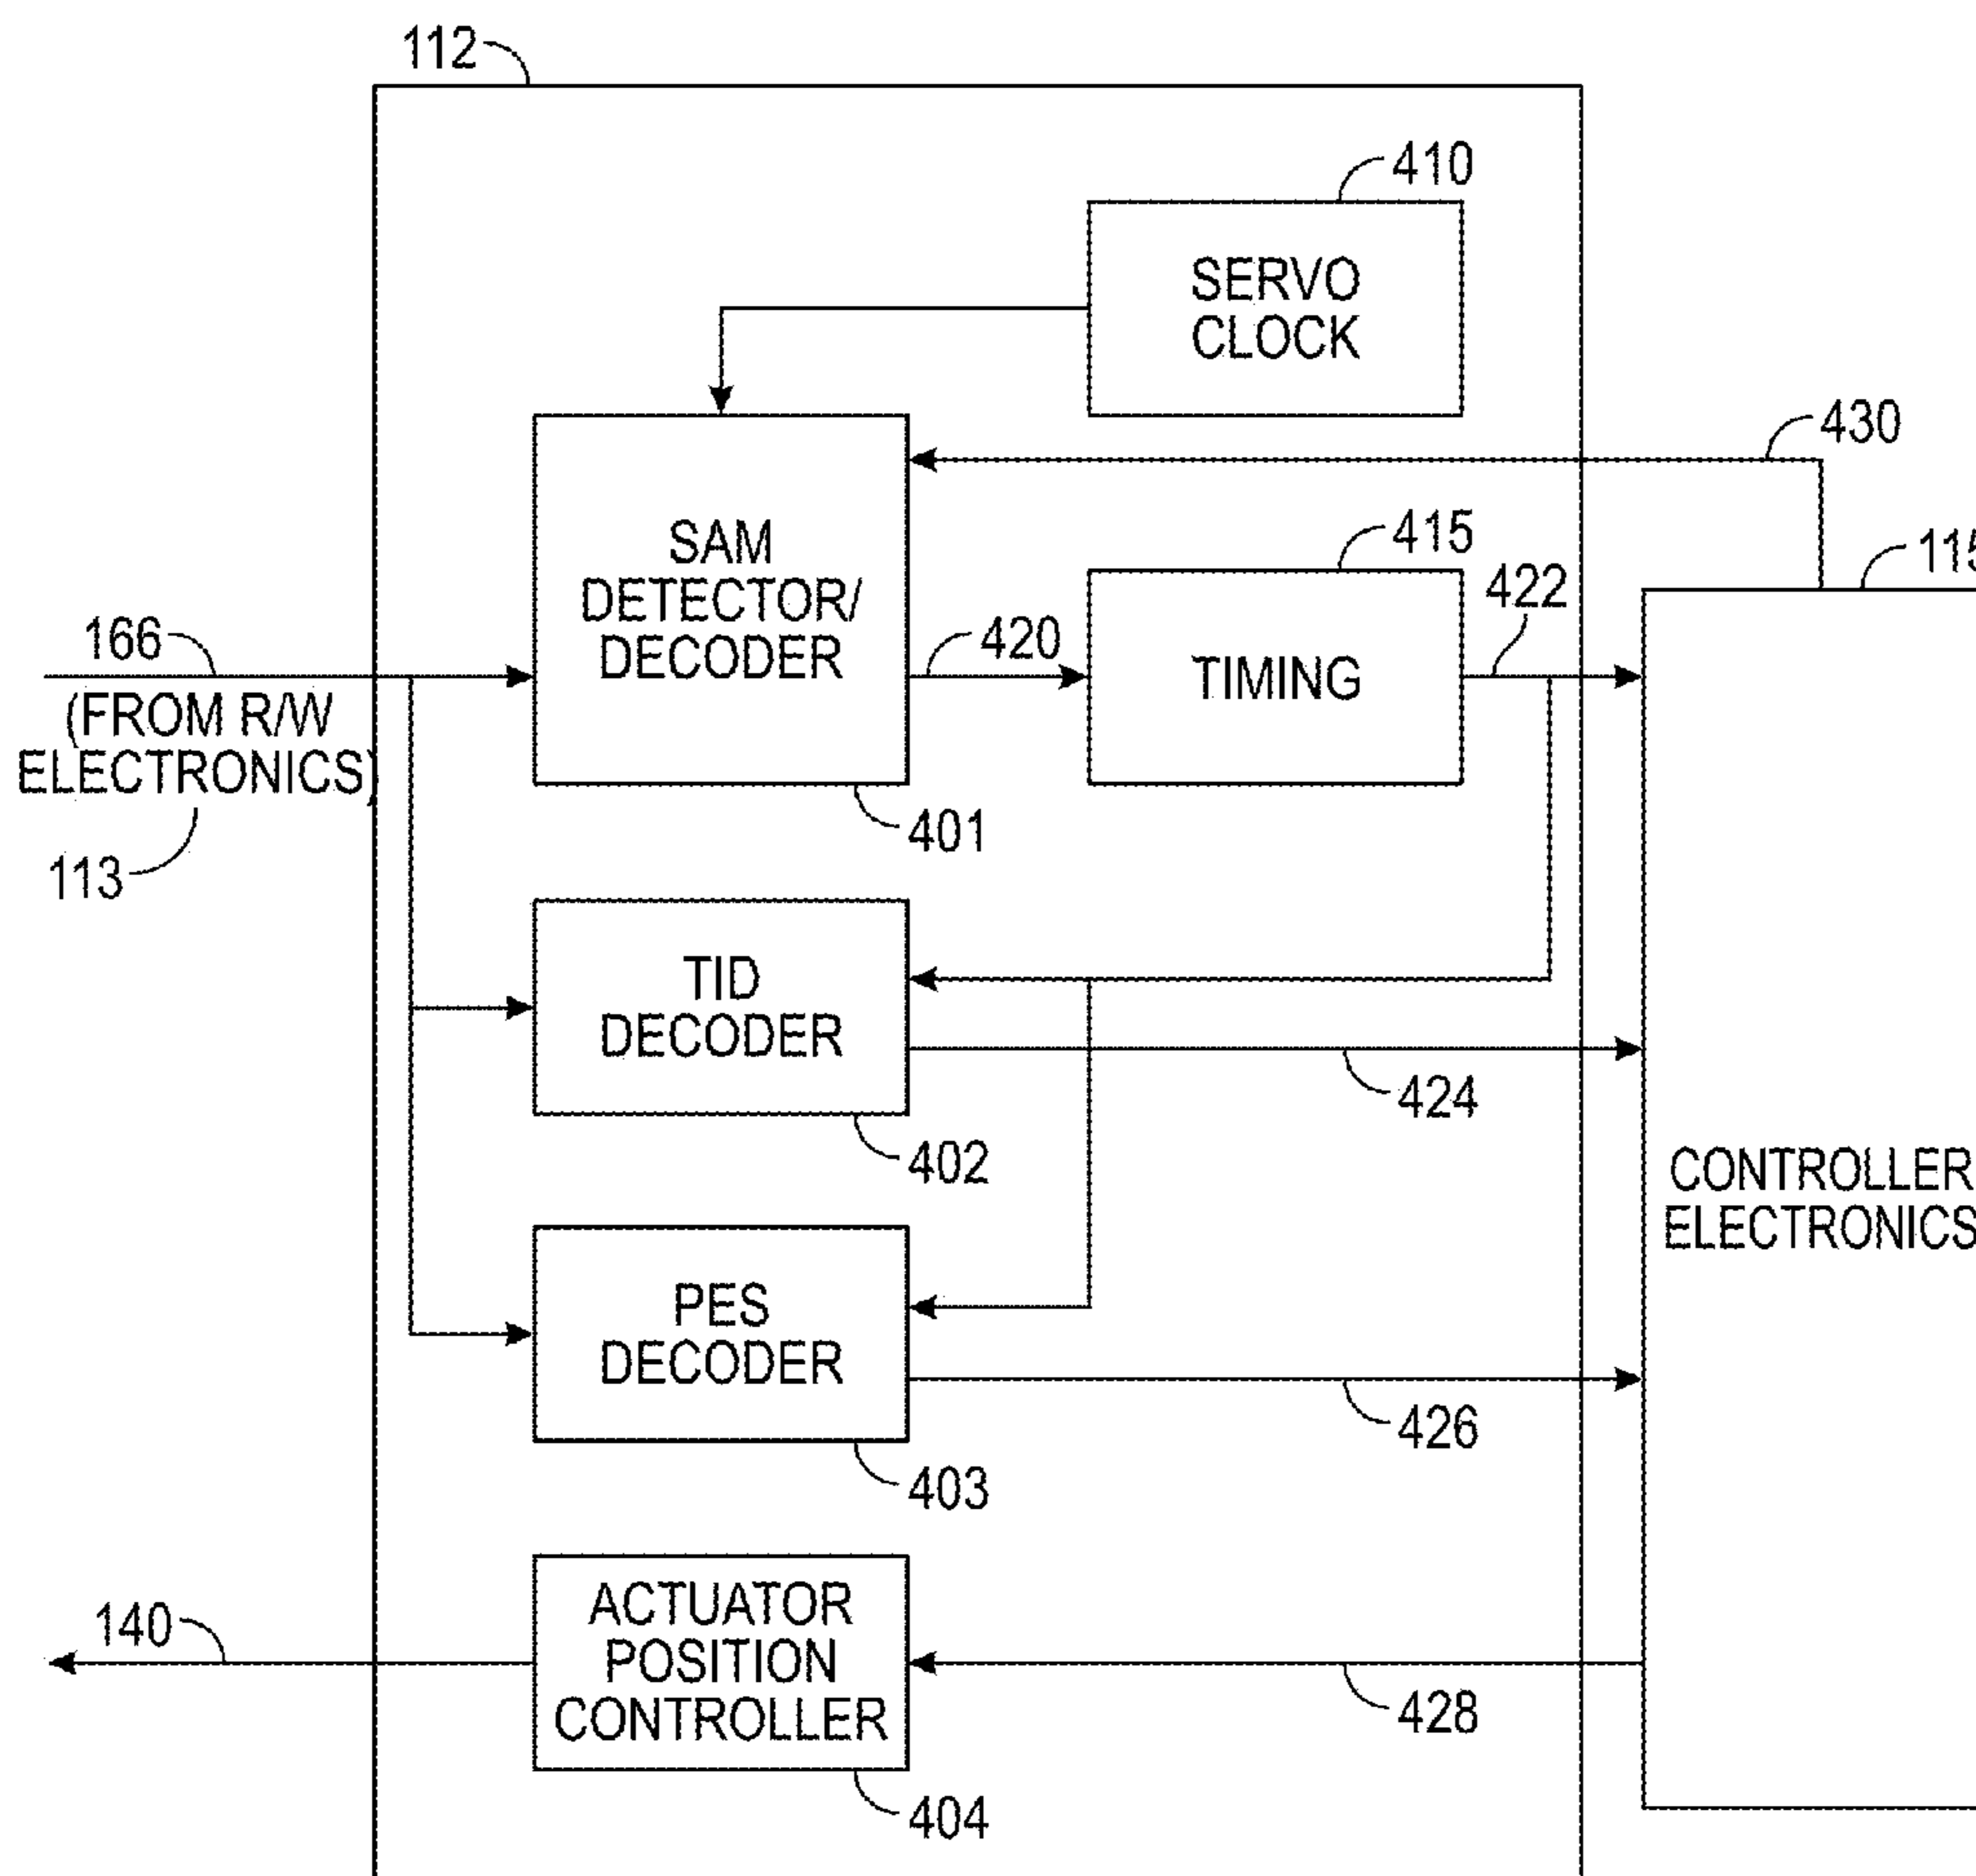 112
410
SERVO
CLOCK
430
SAM
DETECTOR/
DECODER
415
422
115
166
420
TIMING
(FROM R/W
ELECTRONICS)
401
113
TID
DECODER
424
402
CONTROLLER
ELECTRONICS
PES
DECODER
426
403
ACTUATOR
POSITION
CONTROLLER
140
428
404